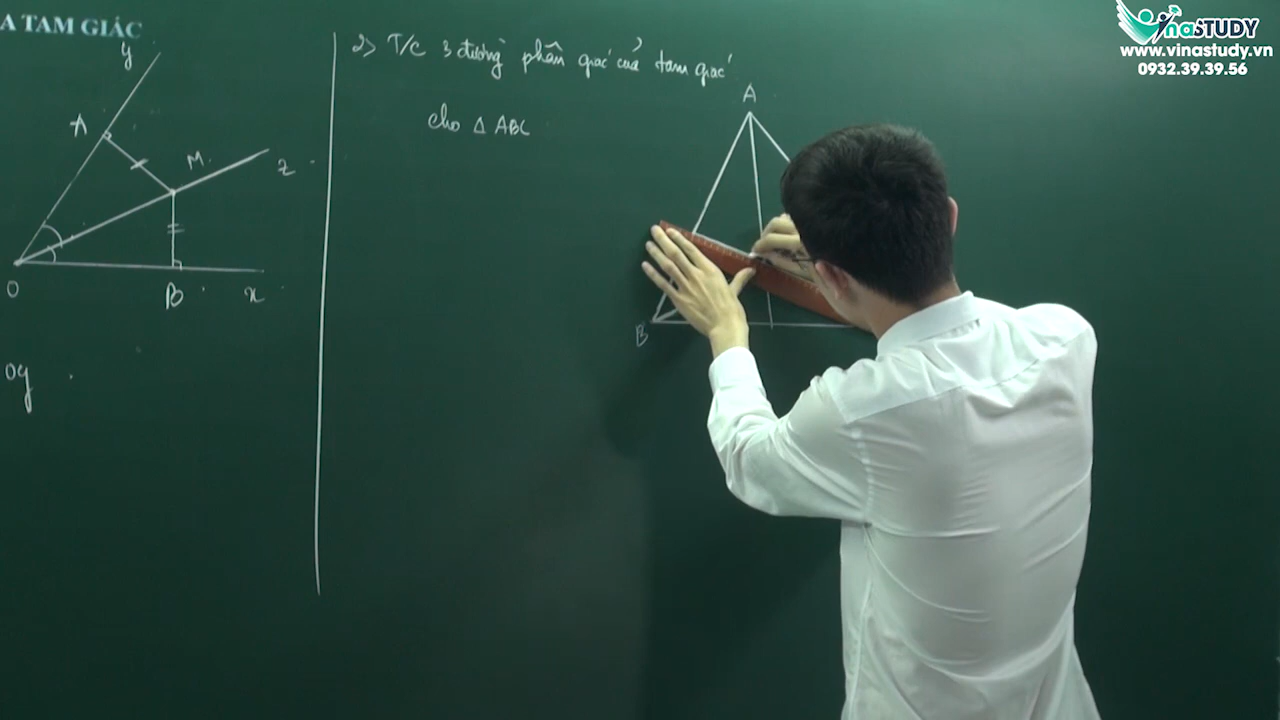 A TAM GIÁC
VinaSTUDY
www.vinastudy.vn
0932.39.39.56
2> T/C 3 đường phân giác của tam giác
cho △ ABC
y
A
M
z
O
B
x
Oy
A
B